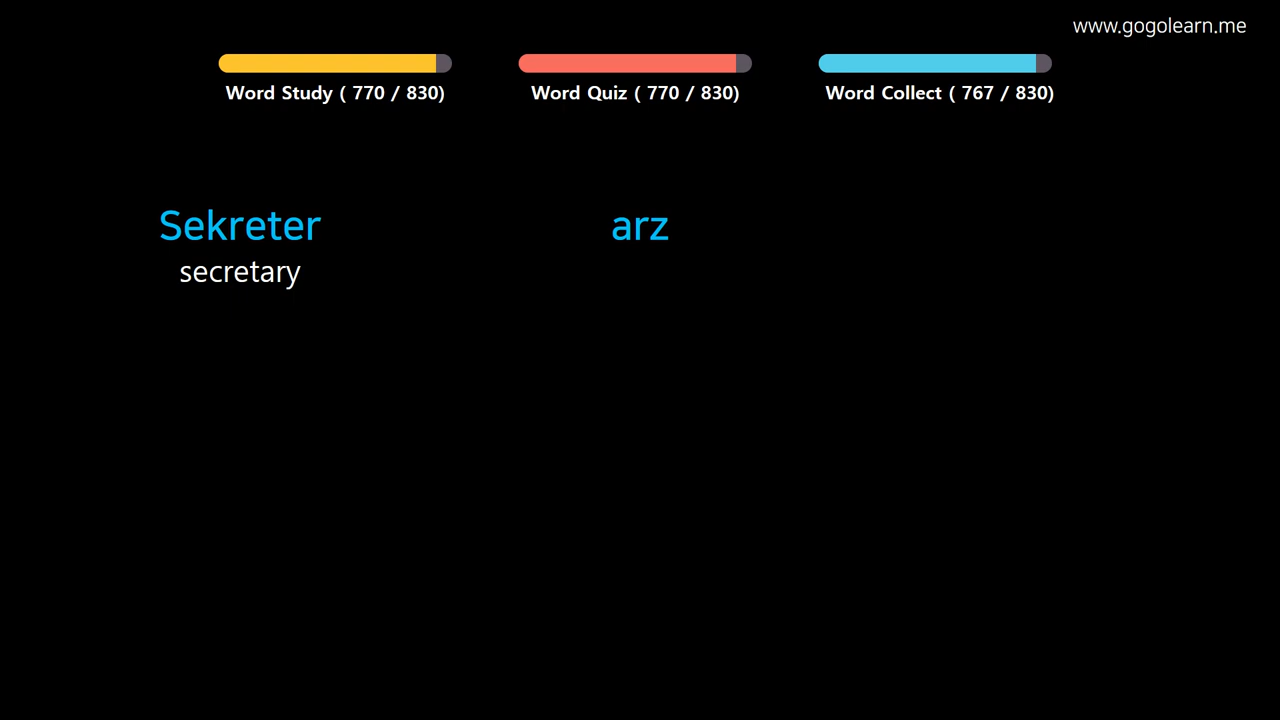 www.gogolearn.me
Word Study ( 770 / 830)
Word Quiz ( 770 / 830)
Word Collect ( 767 / 830)
Sekreter
secretary
arz